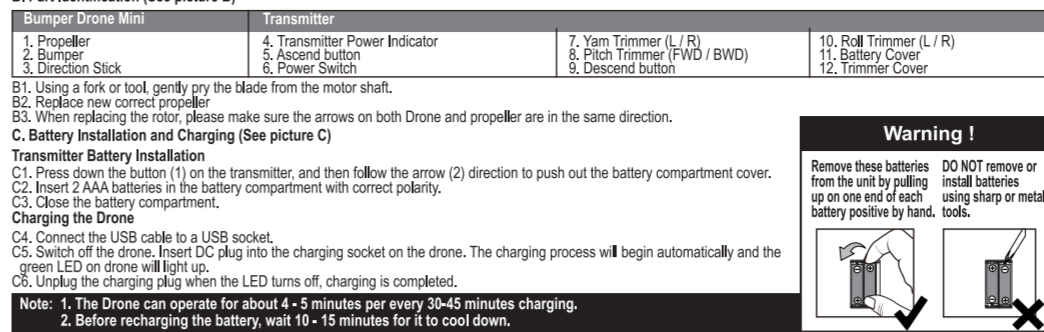 Bumper Drone Mini Transmitter
1. Propeller 4. Transmitter Power Indicator 7. Yam Trimmer (L / R) 10. Roll Trimmer (L / R)
2. Bumper 5. Ascend button 8. Pitch Trimmer (FWD / BWD) 11. Battery Cover
3. Direction Stick 6. Power Switch 9. Descend button 12. Trimmer Cover
B1. Using a fork or tool, gently pry the blade from the motor shaft.
B2. Replace new correct propeller
B3. When replacing the rotor, please make sure the arrows on both Drone and propeller are in the same direction.
C. Battery Installation and Charging (See picture C)
Transmitter Battery Installation
C1. Press down the button (1) on the transmitter, and then follow the arrow (2) direction to push out the battery compartment cover.
C2. Insert 2 AAA batteries in the battery compartment with correct polarity.
C3. Close the battery compartment.
Charging the Drone
C4. Connect the USB cable to a USB socket.
C5. Switch off the drone. Insert DC plug into the charging socket on the drone. The charging process will begin automatically and the
green LED on drone will light up.
C6. Unplug the charging plug when the LED turns off, charging is completed.
Note: 1. The Drone can operate for about 4 - 5 minutes per every 30-45 minutes charging.
2. Before recharging the battery, wait 10 - 15 minutes for it to cool down.
Warning !
Remove these batteries
from the unit by pulling
up on one end of each
battery positive by hand.
DO NOT remove or
install batteries
using sharp or metal
tools.